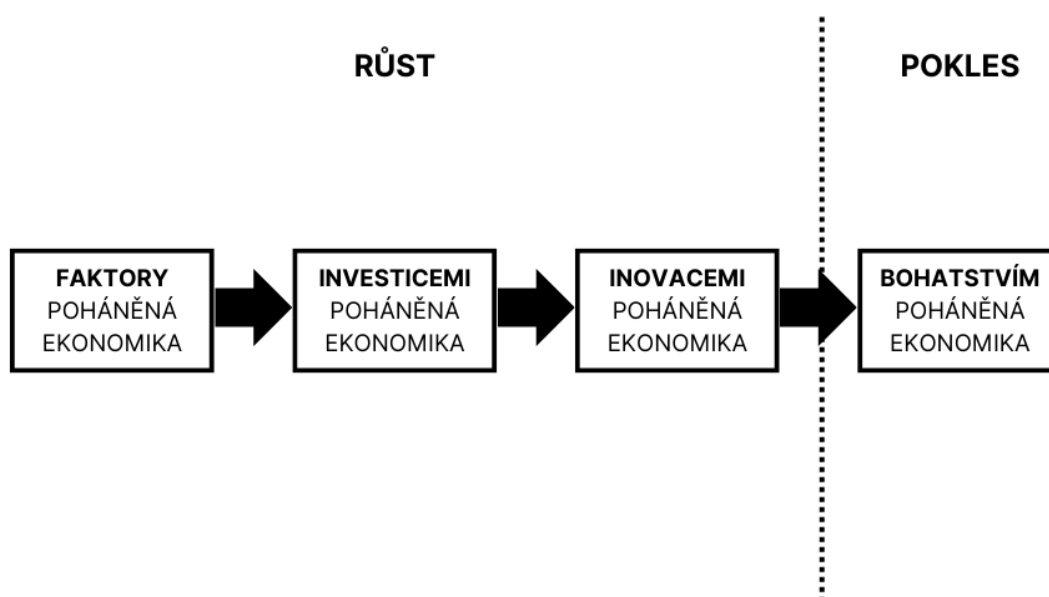 RŮST
POKLES
FAKTORY
POHÁNĚNÁ
EKONOMIKA
INVESTICEMI
POHÁNĚNÁ
EKONOMIKA
INOVACEMI
POHÁNĚNÁ
EKONOMIKA
BOHATSTVÍM
POHÁNĚNÁ
EKONOMIKA